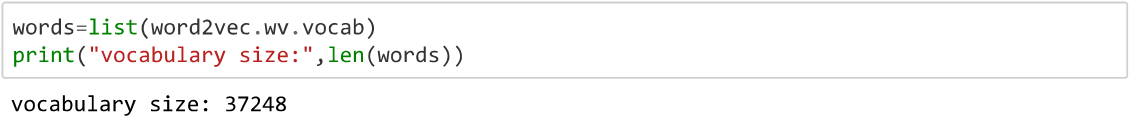 words=list(word2vec.wv.vocab)
print("vocabulary size:",len(words))
vocabulary size: 37248